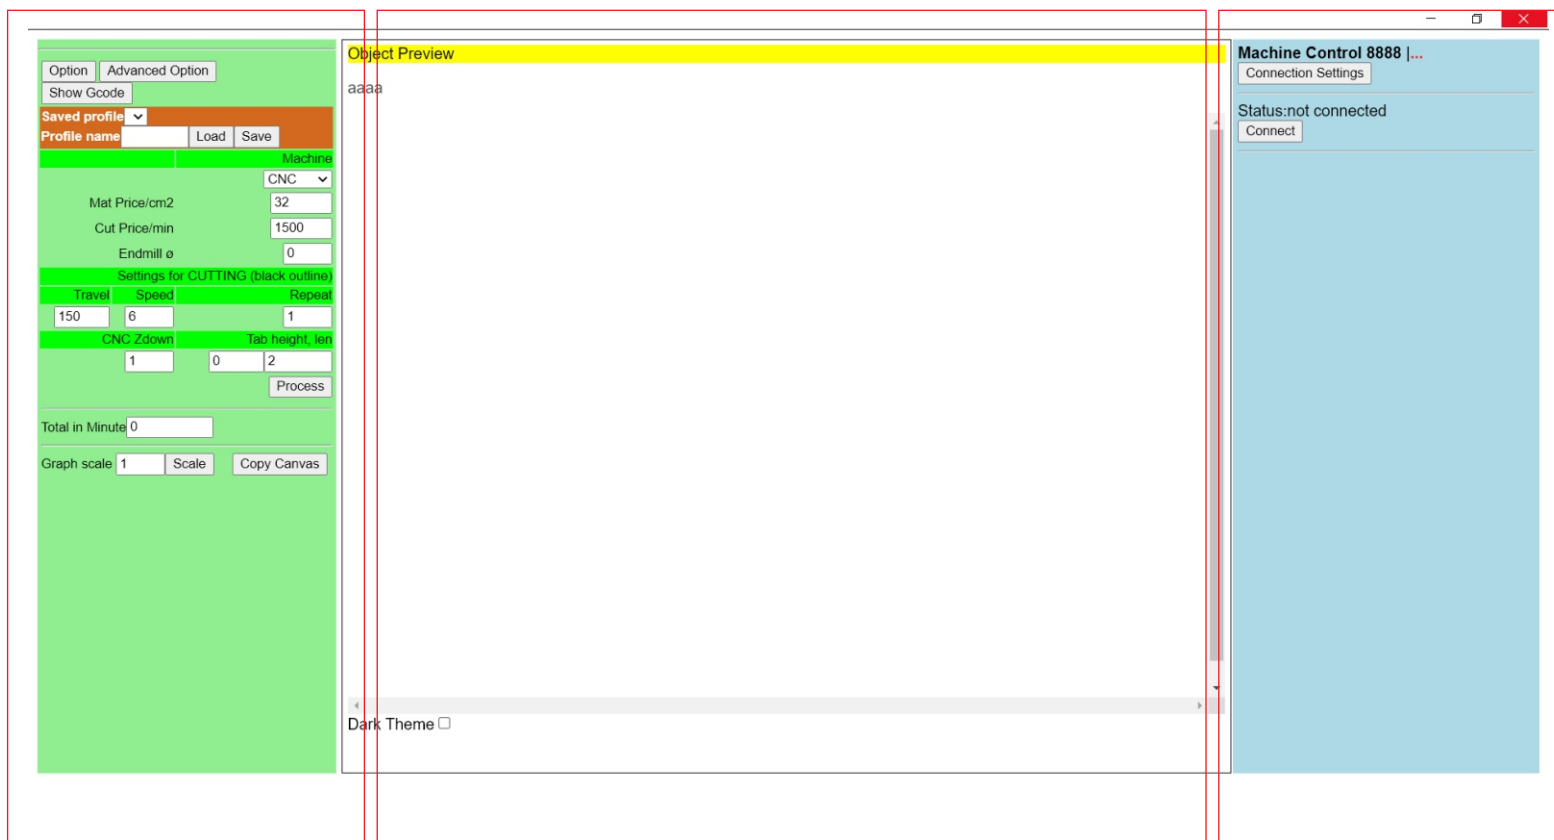 Option Advanced Option
Show Gcode
Saved profile
Profile name Load Save
Machine
CNC
Mat Price/cm2 32
Cut Price/min 1500
Endmill ø 0
Settings for CUTTING (black outline)
Travel Speed Repeat
150 6 1
CNC Zdown Tab height, len
1 0 2
Process
Total in Minute 0
Graph scale 1 Scale Copy Canvas
Object Preview
aaaa
Dark Theme
Machine Control 8888 |...
Connection Settings
Status:not connected
Connect